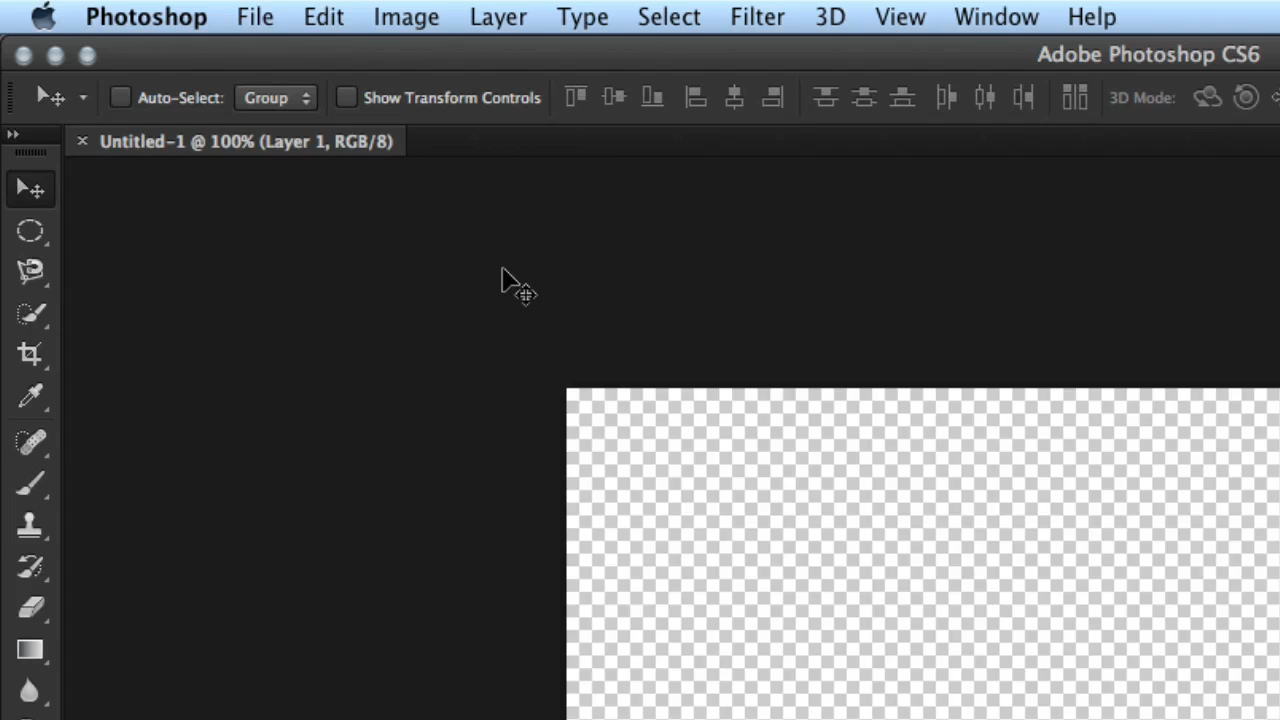 Photoshop File Edit Image Layer Type Select Filter 3D View Window Help
Adobe Photoshop CS6
Auto-Select: Group Show Transform Controls 3D Mode:
Untitled-1 @ 100% (Layer 1, RGB/8)